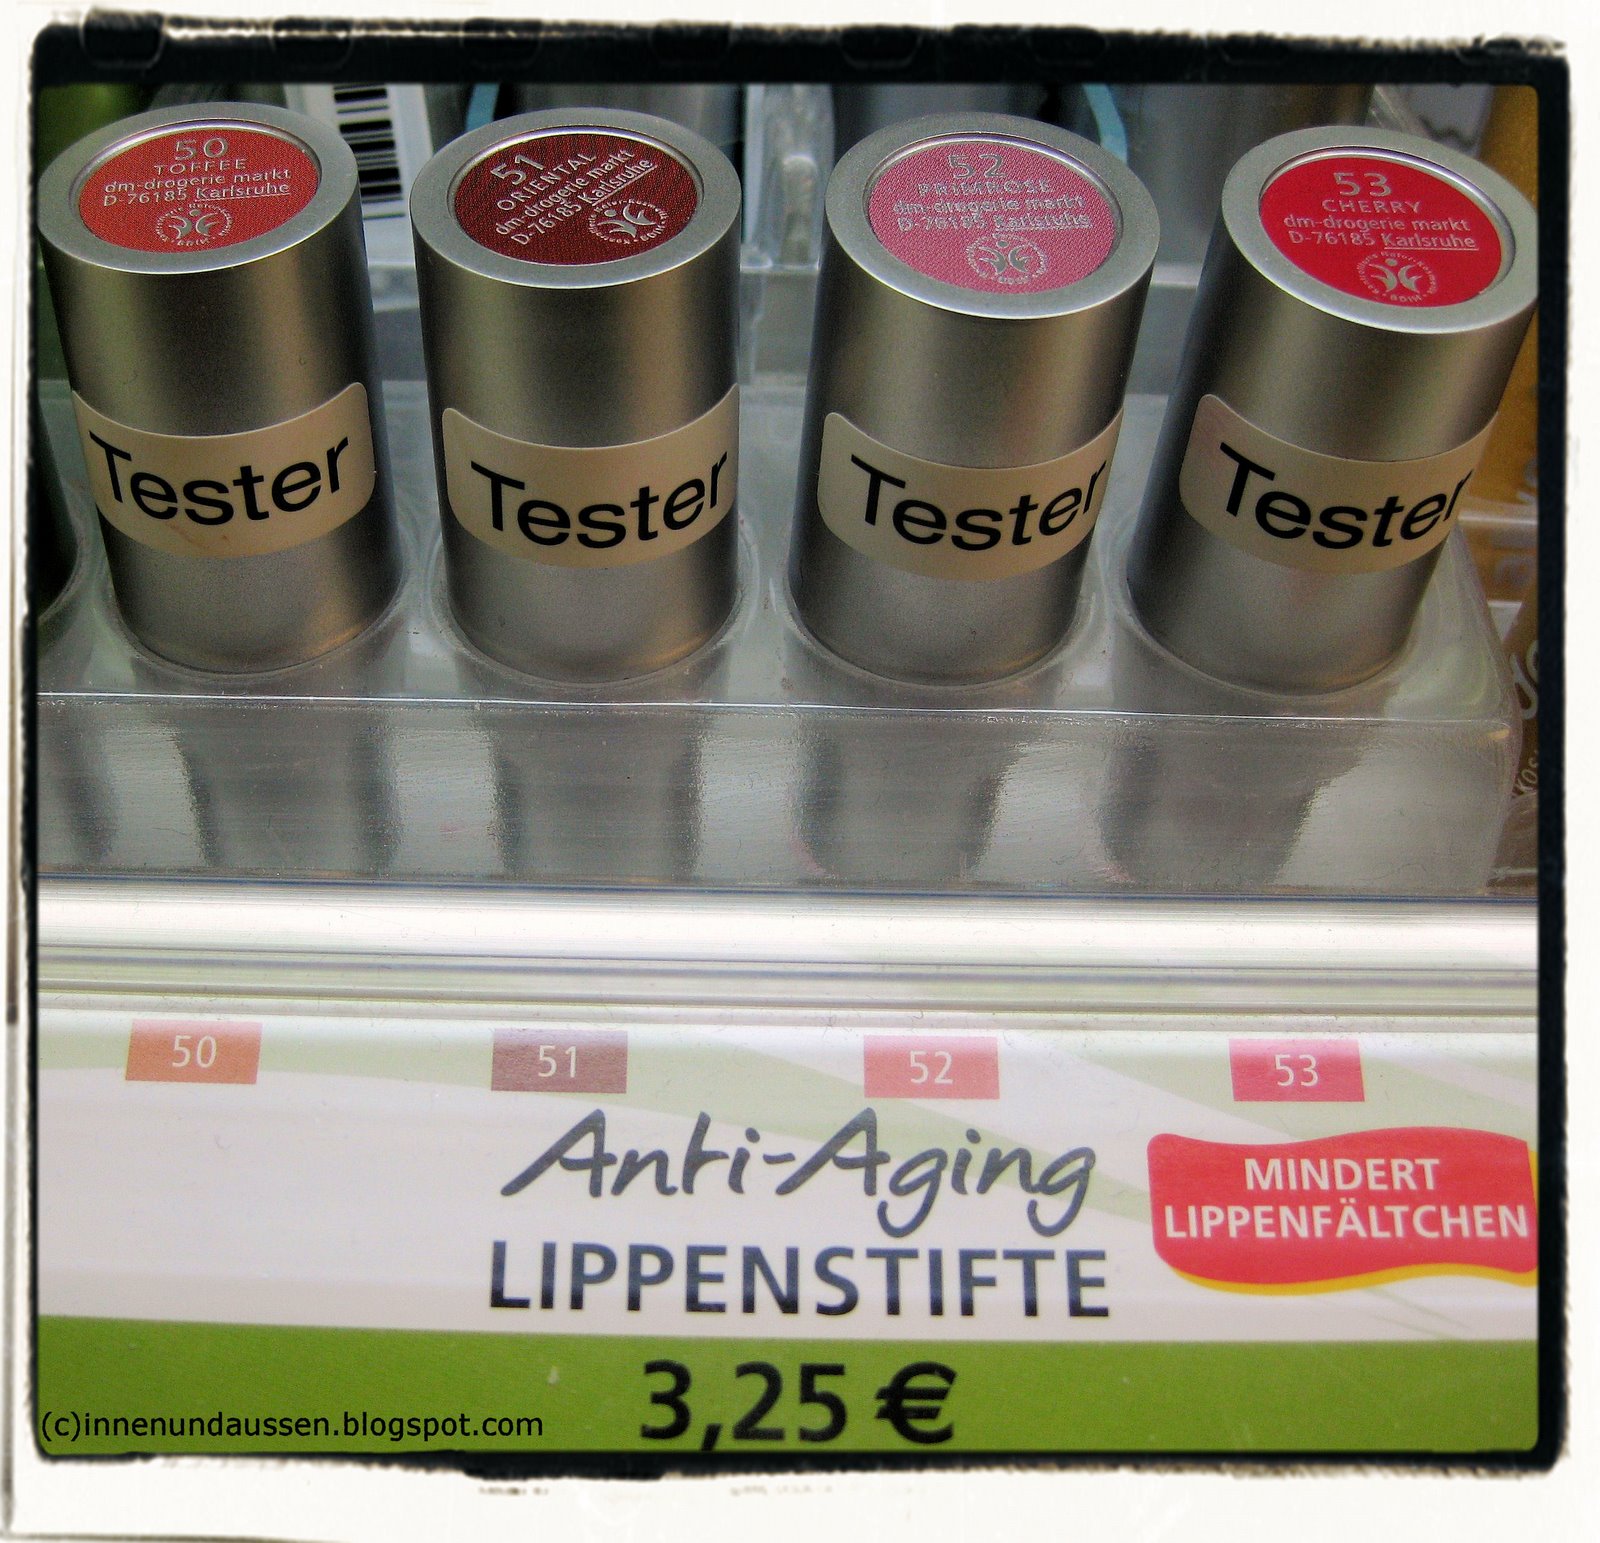 50
TOFFEE
dm-drogerie markt
D-76185 Karlsruhe
51
ORIENTAL
dm-drogerie markt
D-76185 Karlsruhe
52
PRIMROSE
dm-drogerie markt
D-76185 Karlsruhe
53
CHERRY
dm-drogerie markt
D-76185 Karlsruhe
Tester
Tester
Tester
Tester
50
51
52
53
Anti-Aging
LIPPENSTIFTE
MINDERT
LIPPENFÄLTCHEN
3,25 €
(c)innenundaussen.blogspot.com